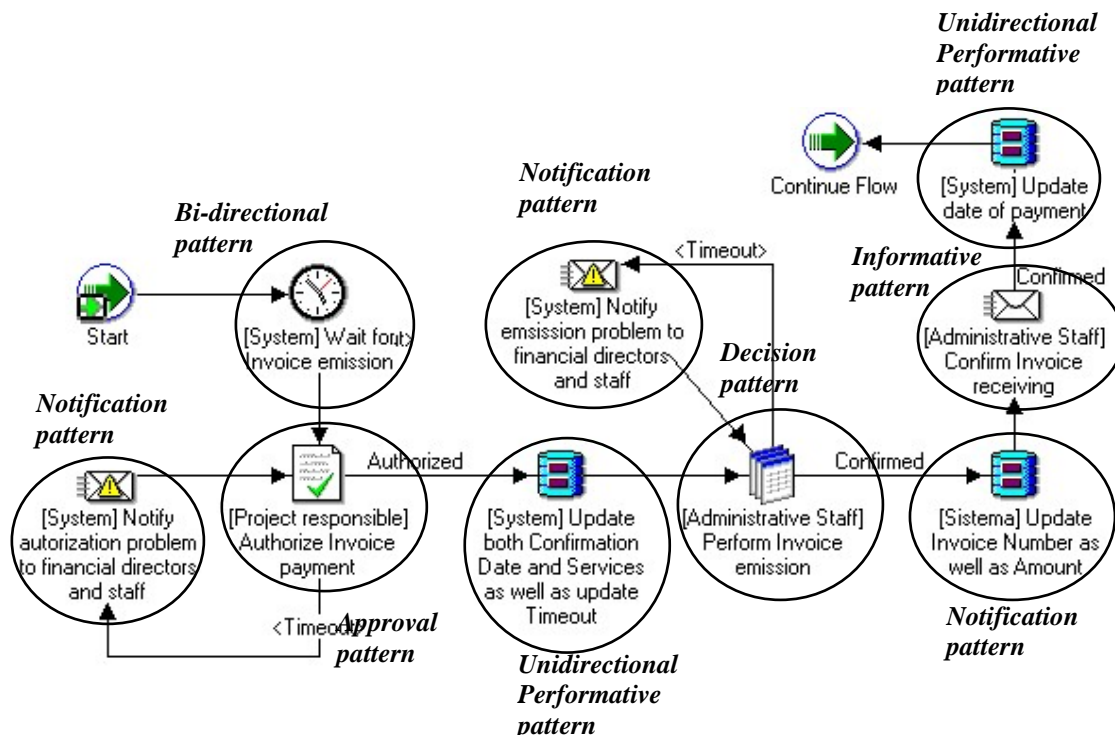 Unidirectional
Performative
pattern
Continue Flow
[System] Update
date of payment
Notification
pattern
Bi-directional
pattern
<Timeout>
Informative
pattern
Confirmed
Start
[System] Wait for
Invoice emission
[System] Notify
emsission problem to
financial directors
and staff
Decision
pattern
[Administrative Staff]
Confirm Invoice
receiving
Notification
pattern
Authorized
Confirmed
[System] Notify
autorization problem
to financial directors
and staff
[Project responsible]
Authorize Invoice
payment
[System] Update
both Confirmation
Date and Services
as well as update
Timeout
[Administrative Staff]
Perform Invoice
emission
[Sistema] Update
Invoice Number as
well as Amount
<Timeout>
Approval
pattern
Notification
pattern
Unidirectional
Performative
pattern